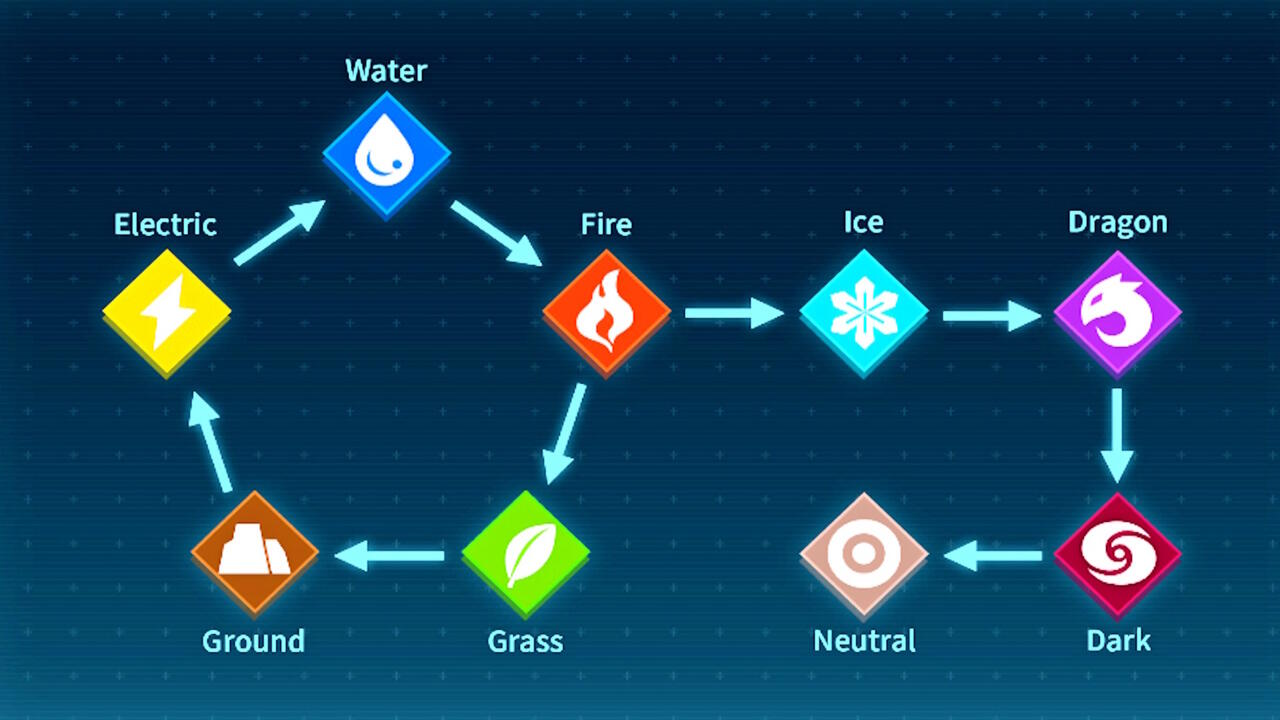 Water
Electric
Fire
Ice
Dragon
Ground
Grass
Neutral
Dark